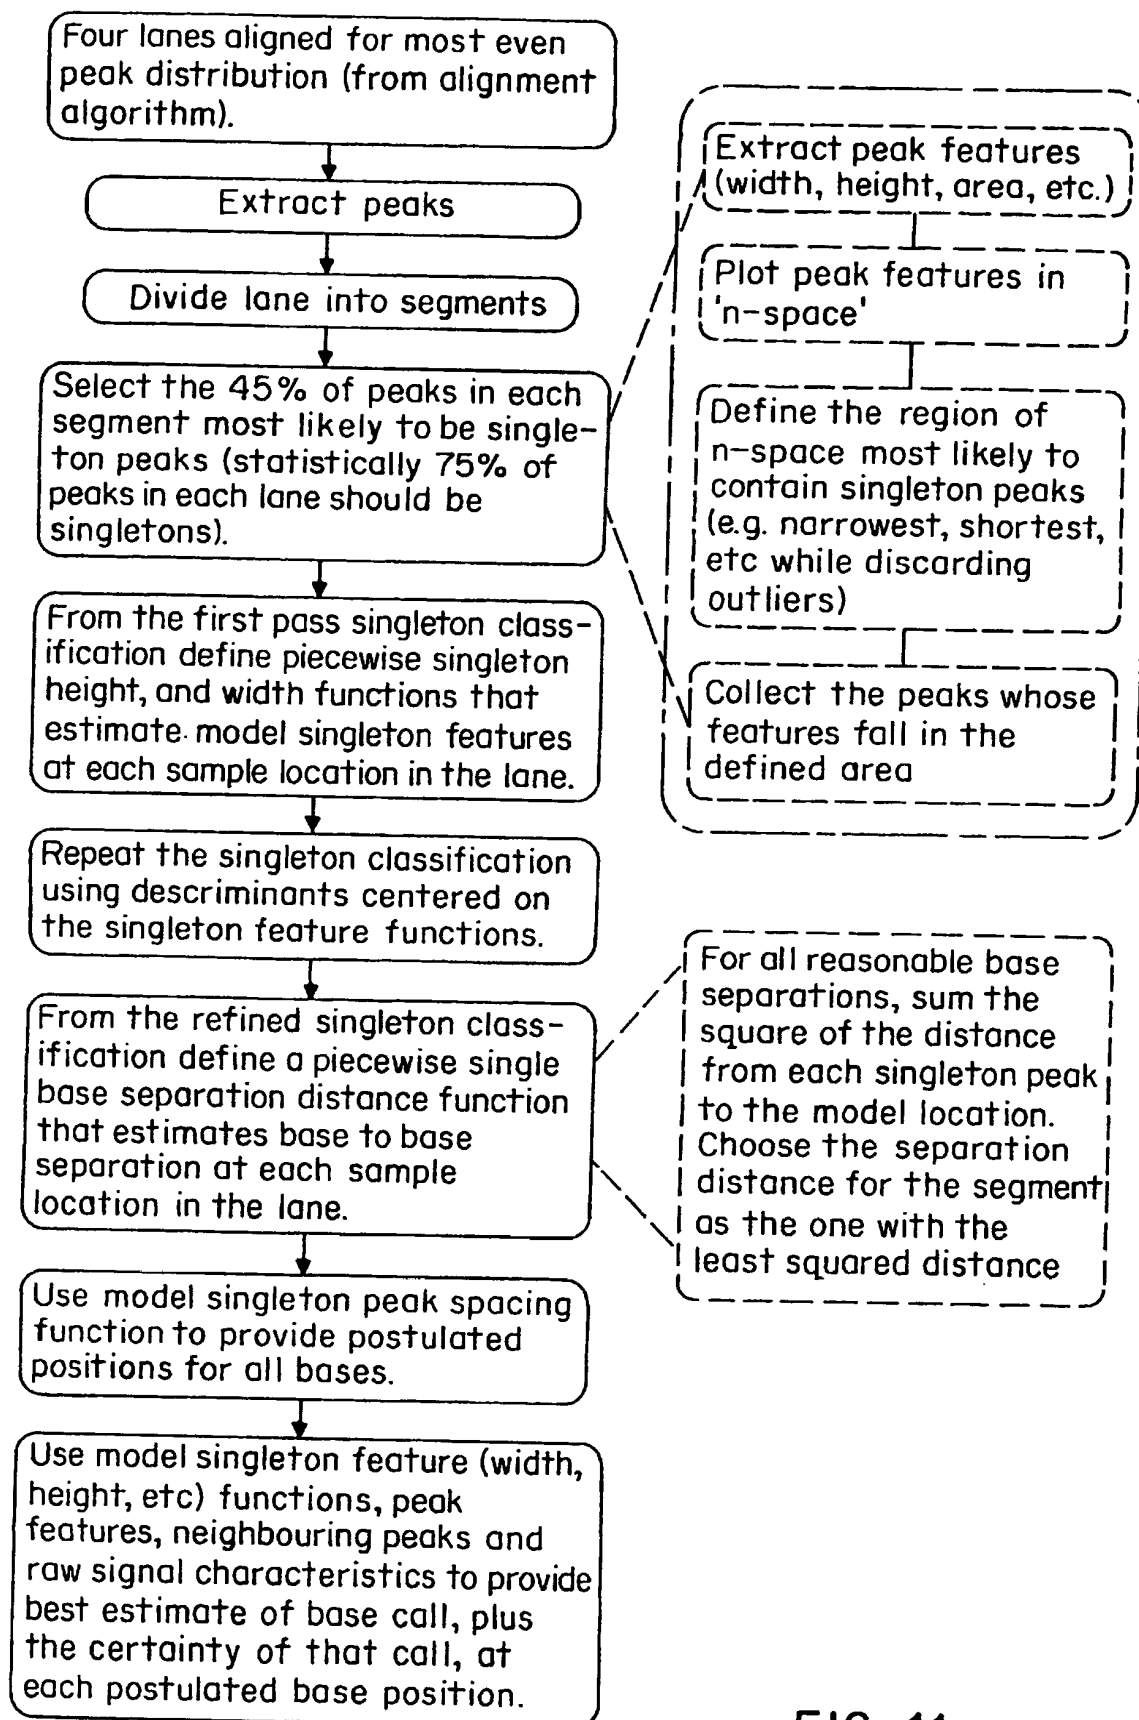 Four lanes aligned for most even
peak distribution (from alignment
algorithm).
Extract peaks
Divide lane into segments
Select the 45% of peaks in each
segment most likely to be single-
ton peaks (statistically 75% of
peaks in each lane should be
singletons).
From the first pass singleton class-
ification define piecewise singleton
height, and width functions that
estimate model singleton features
at each sample location in the lane.
Repeat the singleton classification
using descriminants centered on
the singleton feature functions.
From the refined singleton class-
ification define a piecewise single
base separation distance function
that estimates base to base
separation at each sample
location in the lane.
Use model singleton peak spacing
function to provide postulated
positions for all bases.
Use model singleton feature (width,
height, etc) functions, peak
features, neighbouring peaks and
raw signal characteristics to provide
best estimate of base call, plus
the certainty of that call, at
each postulated base position.
Extract peak features
(width, height, area, etc.)
Plot peak features in
'n-space'
Define the region of
n-space most likely to
contain singleton peaks
(e.g. narrowest, shortest,
etc while discarding
outliers)
Collect the peaks whose
features fall in the
defined area
For all reasonable base
separations, sum the
square of the distance
from each singleton peak
to the model location.
Choose the separation
distance for the segment
as the one with the
least squared distance